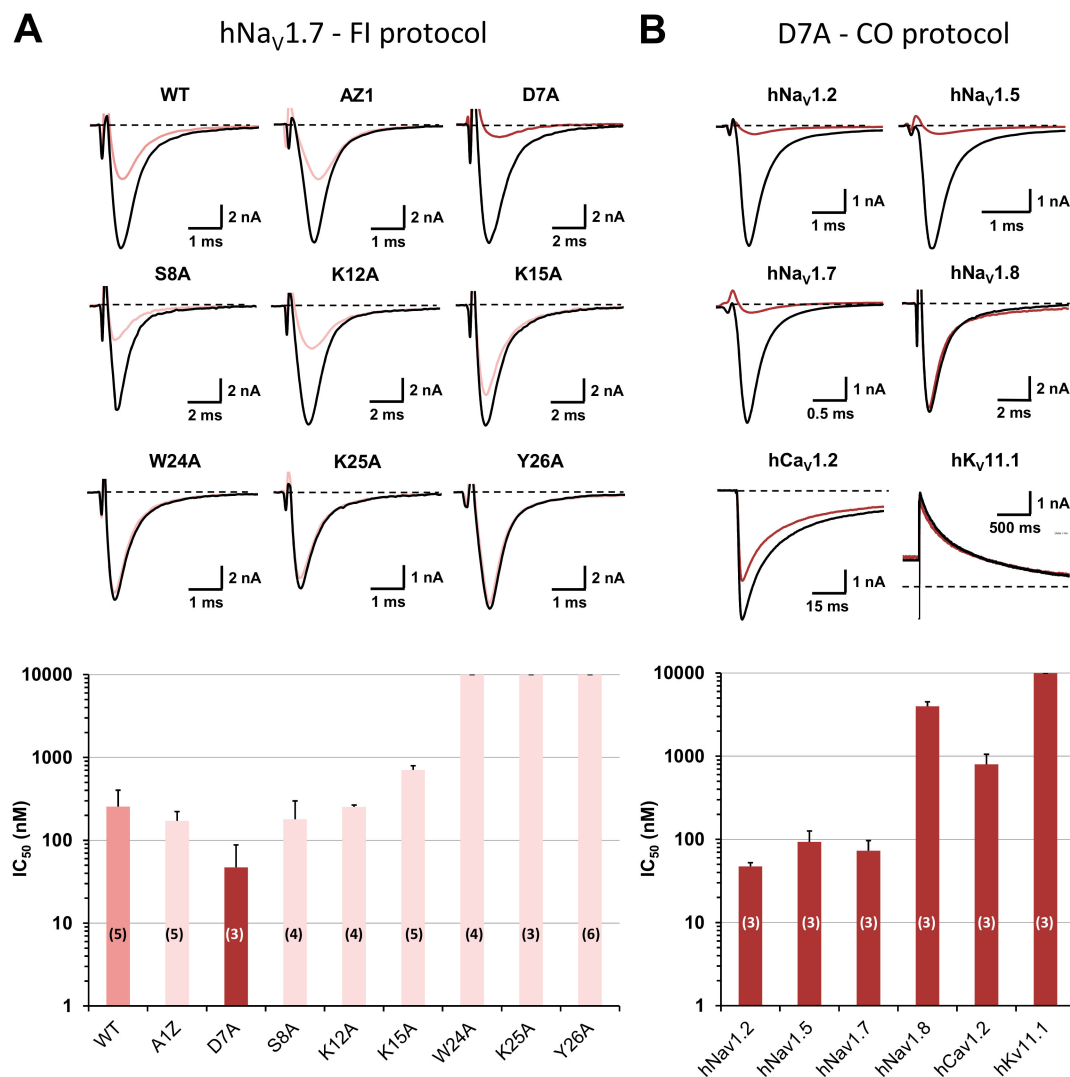 A hNaV1.7 - FI protocol
B D7A - CO protocol
WT
AZ1
D7A
2 nA
1 ms
2 nA
1 ms
2 nA
2 ms
S8A
K12A
K15A
2 nA
2 ms
2 nA
2 ms
2 nA
2 ms
W24A
K25A
Y26A
2 nA
1 ms
1 nA
1 ms
2 nA
1 ms
hNaV1.2
hNaV1.5
1 nA
1 ms
1 nA
1 ms
hNaV1.7
hNaV1.8
1 nA
0.5 ms
2 nA
2 ms
hCaV1.2
hKV11.1
1 nA
15 ms
1 nA
500 ms
IC50 (nM)
10000
1000
100
10
1
(5)
(5)
(3)
(4)
(4)
(5)
(4)
(3)
(6)
WT
A1Z
D7A
S8A
K12A
K15A
W24A
K25A
Y26A
IC50 (nM)
10000
1000
100
10
1
(3)
(3)
(3)
(3)
(3)
(3)
hNav1.2
hNav1.5
hNav1.7
hNav1.8
hCav1.2
hKv11.1